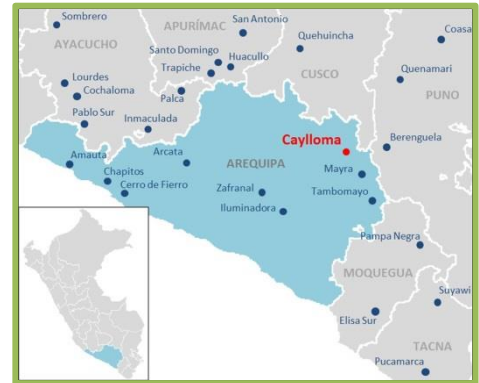 Sombrero
San Antonio
Coasa
APURÍMAC
Quehuincha
AYACUCHO
Santo Domingo
Huacullo
Trapiche
CUSCO
Quenamari
Lourdes
Cochaloma
Palca
PUNO
Pablo Sur
Inmaculada
Caylloma
Berenguela
Amauta
Arcata
AREQUIPA
Mayra
Chapitos
Cerro de Fierro
Zafranal
Tambomayo
Iluminadora
Pampa Negra
MOQUEGUA
Suyawi
Elisa Sur
TACNA
Pucamarca